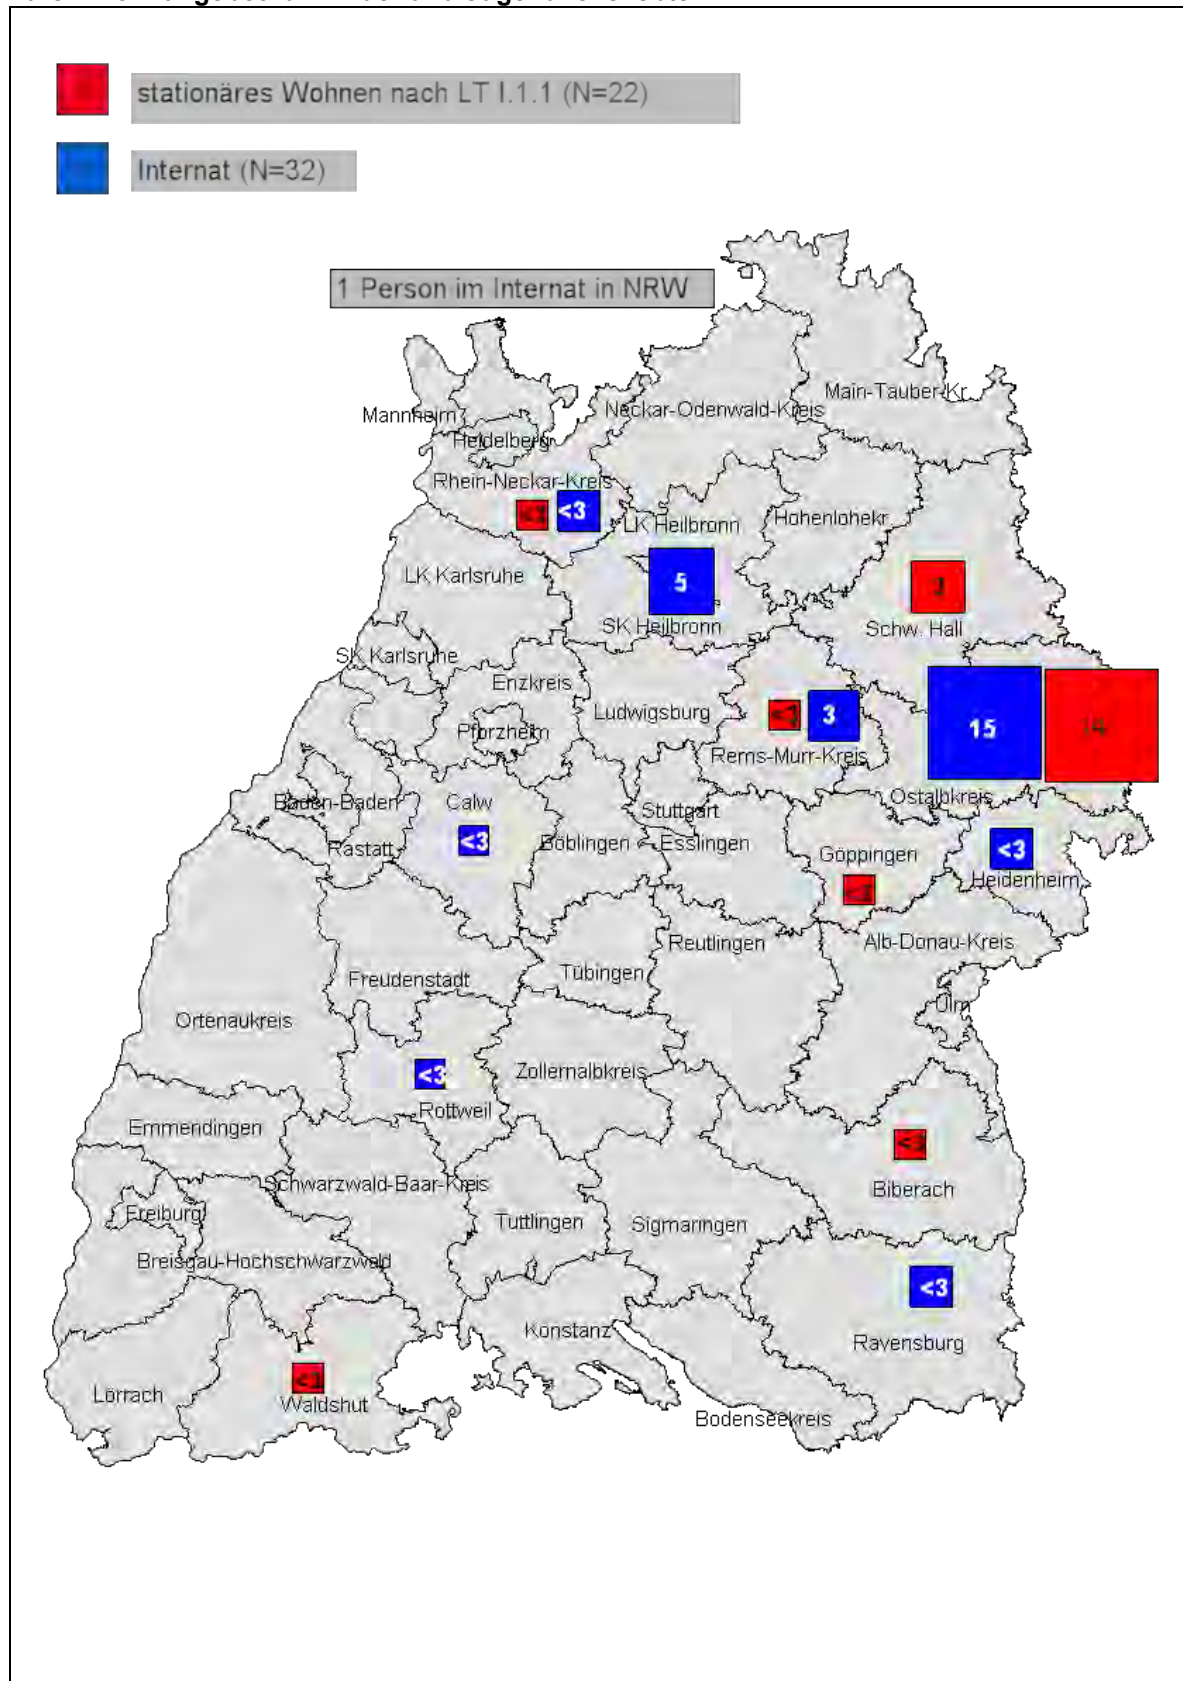 stationäres Wohnen nach LT I.1.1 (N=22)
Internat (N=32)
1 Person im Internat in NRW
Main-Tauber-Kr.
Neckar-Odenwald-Kreis
Mannheim
Heidelberg
Rhein-Neckar-Kreis
<3
LK Heilbronn
Hohenlohekr
LK Karlsruhe
5
SK Heilbronn
3
Schw. Hall
SK Karlsruhe
Enzkreis
Ludwigsburg
<3
3
15
14
Pforzheim
Rems-Murr-Kreis
Ostalbkreis
Baden-Baden
Calw
Stuttgart
<3
Rastatt
Böblingen
Esslingen
Göppingen
<3
Heidenheim
<3
Reutlingen
Alb-Donau-Kreis
Freudenstadt
Tübingen
Ulm
Ortenaukreis
Zollernalbkreis
<3
Rottweil
Emmendingen
<3
Biberach
Schwarzwald-Baar-Kreis
Freiburg
Tuttlingen
Sigmaringen
Breisgau-Hochschwarzwald
<3
Konstanz
Ravensburg
<3
Lörrach
Waldshut
Bodenseekreis